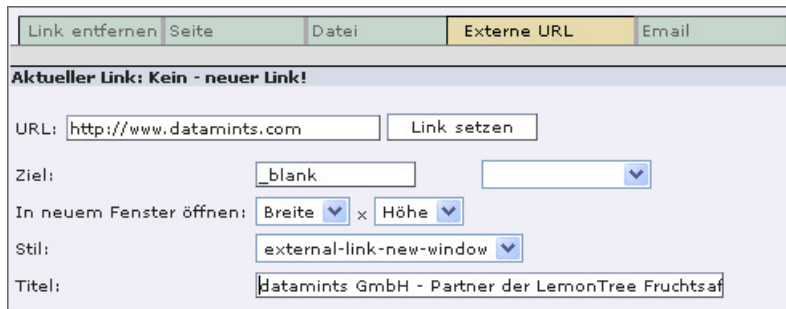 Link entfernen Seite Datei Externe URL Email
Aktueller Link: Kein - neuer Link!
URL: http://www.datamints.com Link setzen
Ziel: _blank
In neuem Fenster öffnen: Breite x Höhe
Stil: external-link-new-window
Titel: datamints GmbH - Partner der LemonTree Fruchtsaf